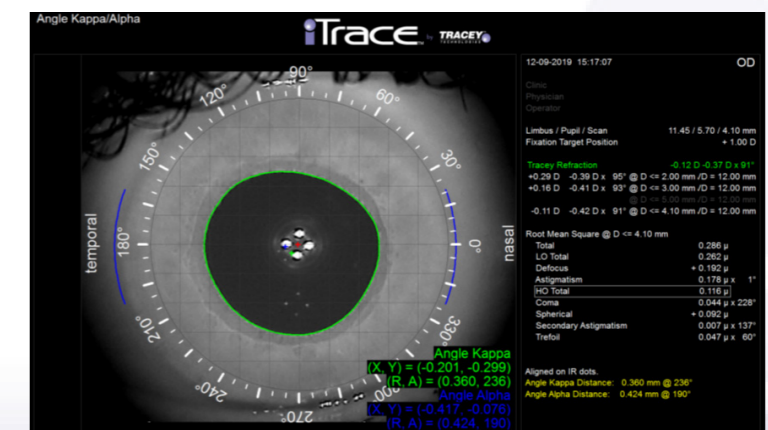 Angle Kappa/Alpha
iTrace™ by TRACEY TECHNOLOGIES
12-09-2019 15:17:07 OD
Clinic
Physician
Operator
Limbus / Pupil / Scan 11.45 / 5.70 / 4.10 mm
Fixation Target Position + 1.00 D
Tracey Refraction -0.12 D -0.37 D x 91°
+0.29 D -0.39 D x 95° @ D <= 2.00 mm /D = 12.00 mm
+0.16 D -0.41 D x 93° @ D <= 3.00 mm /D = 12.00 mm
@ D <= 5.00 mm /D = 12.00 mm
-0.11 D -0.42 D x 91° @ D <= 4.10 mm /D = 12.00 mm
Root Mean Square @ D <= 4.10 mm
Total 0.286 µ
LO Total 0.262 µ
Defocus + 0.192 µ
Astigmatism 0.178 µ x 1°
HO Total 0.116 µ
Coma 0.044 µ x 228°
Spherical + 0.092 µ
Secondary Astigmatism 0.007 µ x 137°
Trefoil 0.047 µ x 60°
Aligned on IR dots.
Angle Kappa Distance: 0.360 mm @ 236°
Angle Alpha Distance: 0.424 mm @ 190°
90°
120° 60°
150° 30°
temporal 180° 0° nasal
210° 330°
240° 300
270
Angle Kappa
(X, Y) = (-0.201, -0.299)
(R, A) = (0.360, 236)
Angle Alpha
(X, Y) = (-0.417, -0.076)
(R, A) = (0.424, 190)